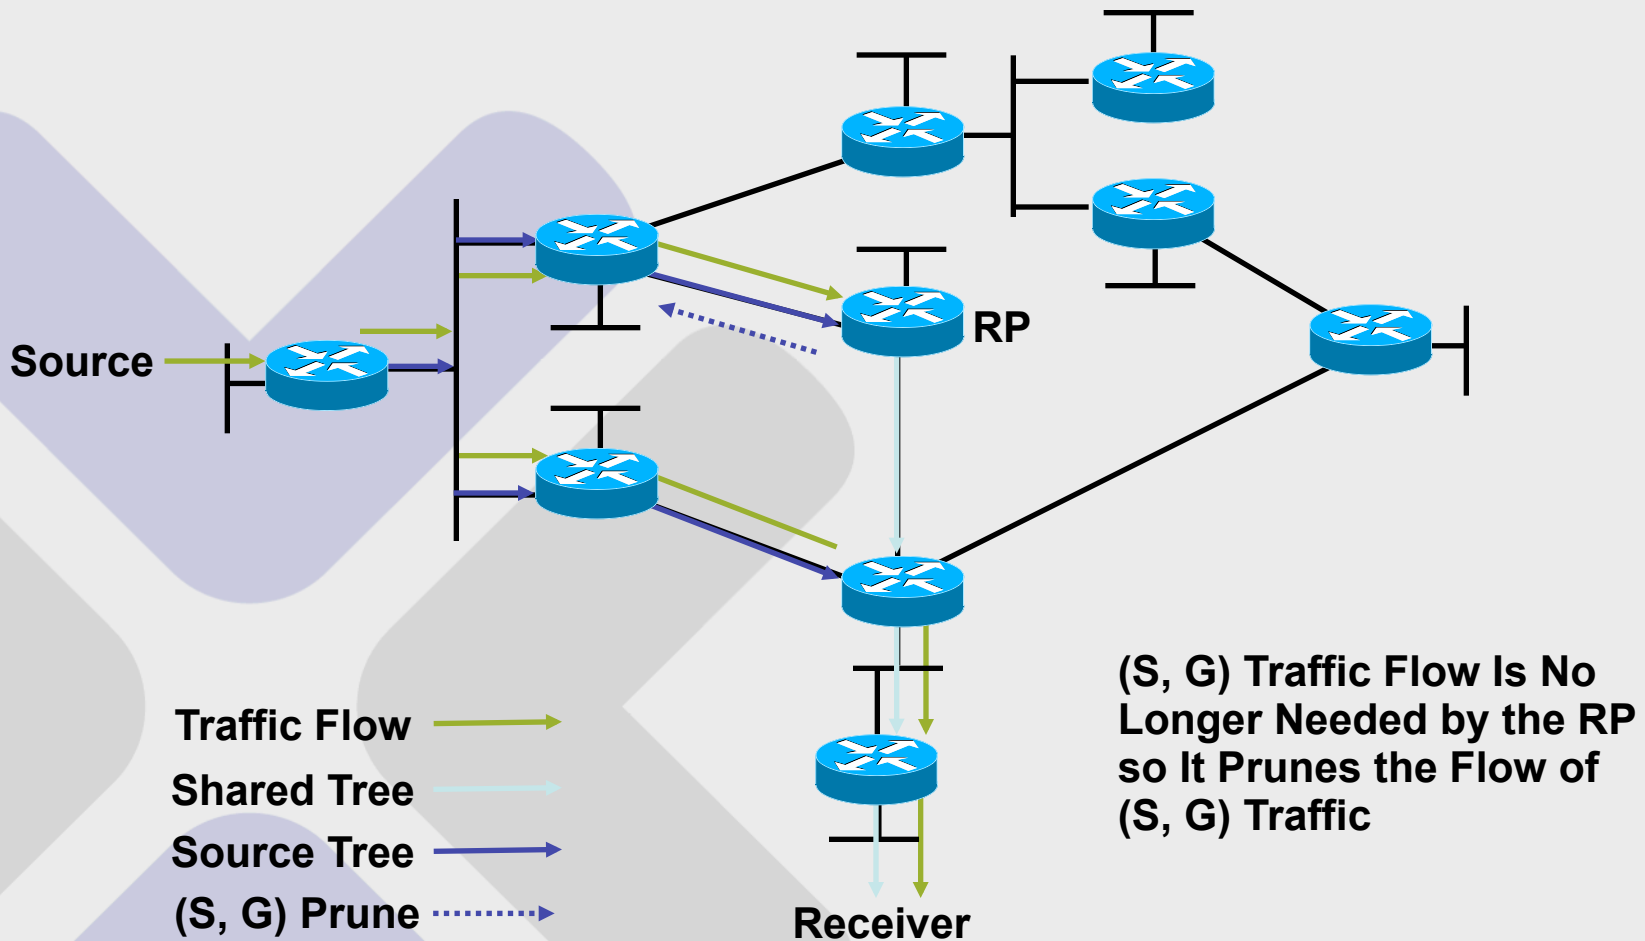 RP
Source
(S, G) Traffic Flow Is No
Longer Needed by the RP
so It Prunes the Flow of
(S, G) Traffic
Traffic Flow
Shared Tree
Source Tree
(S, G) Prune
Receiver